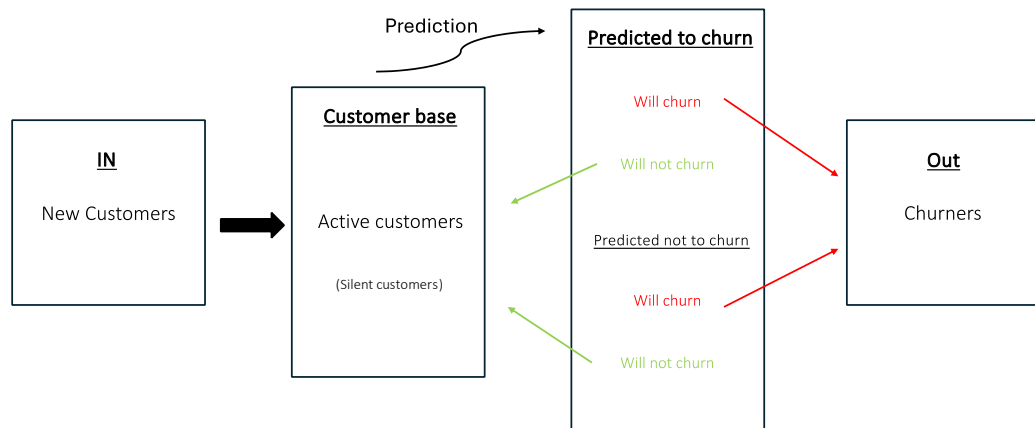 Prediction
IN
New Customers
Customer base
Active customers
(Silent customers)
Predicted to churn
Will churn
Will not churn
Predicted not to churn
Will churn
Will not churn
Out
Churners